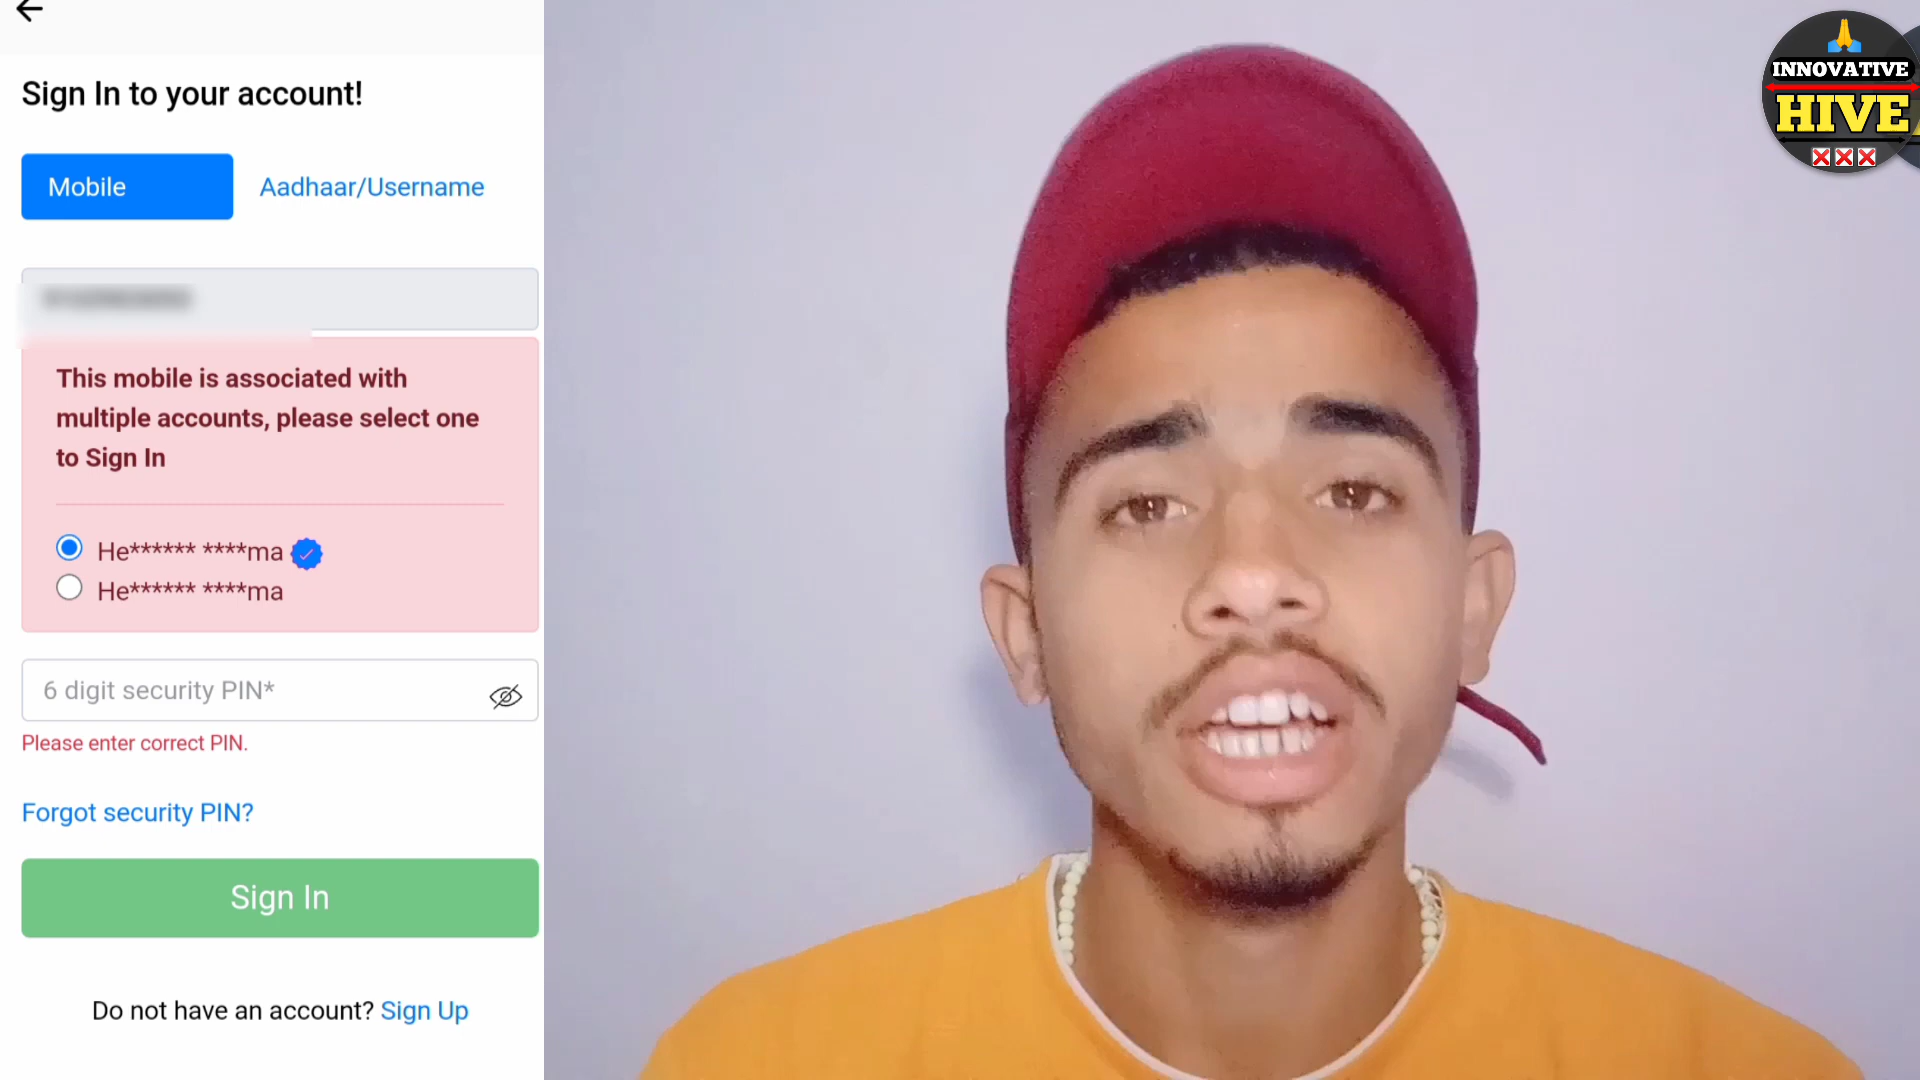 Sign In to your account!
Mobile
Aadhaar/Username
This mobile is associated with
multiple accounts, please select one
to Sign In
He****** ****ma
He****** ****ma
6 digit security PIN*
Please enter correct PIN.
Forgot security PIN?
Sign In
Do not have an account? Sign Up
INNOVATIVE
HIVE